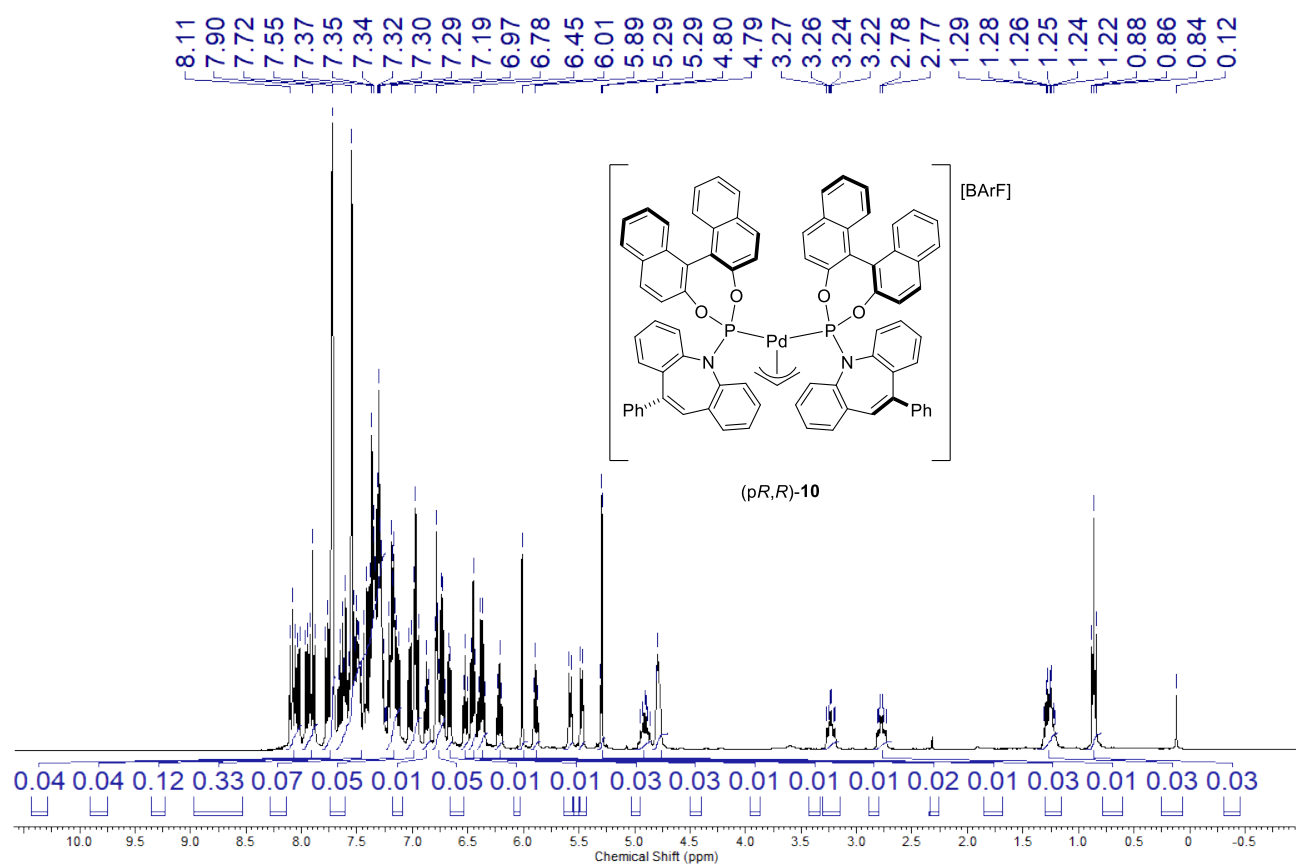 8.11 7.90 7.72 7.55 7.37 7.35 7.34 7.32 7.30 7.29 7.19 6.97 6.78 6.45 6.01 5.89 5.29 5.29 4.80 4.79 3.27 3.26 3.24 3.22 2.78 2.77 1.29 1.28 1.26 1.25 1.24 1.22 0.88 0.86 0.84 0.12
[BArF]
O O
O O
P Pd P
N N
Ph Ph
(pR,R)-10
0.04 0.04 0.12 0.33 0.07 0.05 0.01 0.05 0.01 0.01 0.03 0.03 0.01 0.01 0.01 0.02 0.01 0.03 0.01 0.03 0.03
10.0 9.5 9.0 8.5 8.0 7.5 7.0 6.5 6.0 5.5 5.0 4.5 4.0 3.5 3.0 2.5 2.0 1.5 1.0 0.5 0 -0.5
Chemical Shift (ppm)